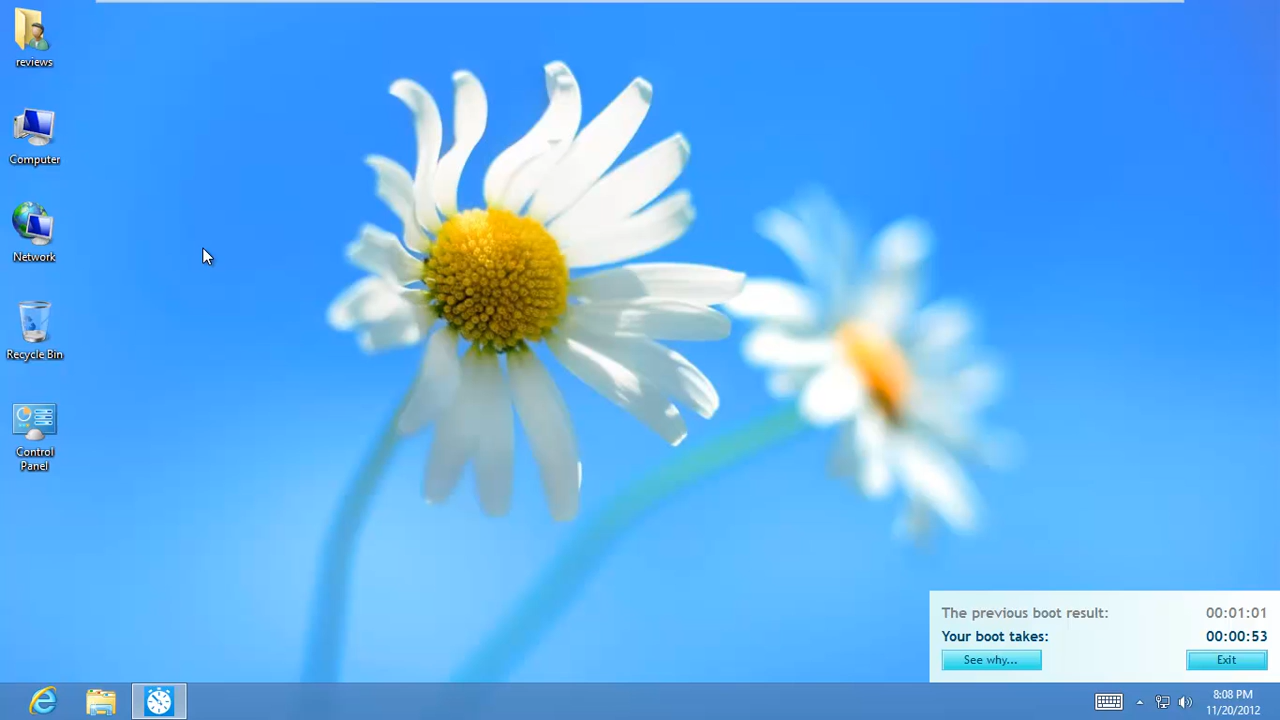 reviews
Computer
Network
Recycle Bin
Control
Panel
The previous boot result: 00:01:01
Your boot takes: 00:00:53
See why... Exit
8:08 PM
11/20/2012